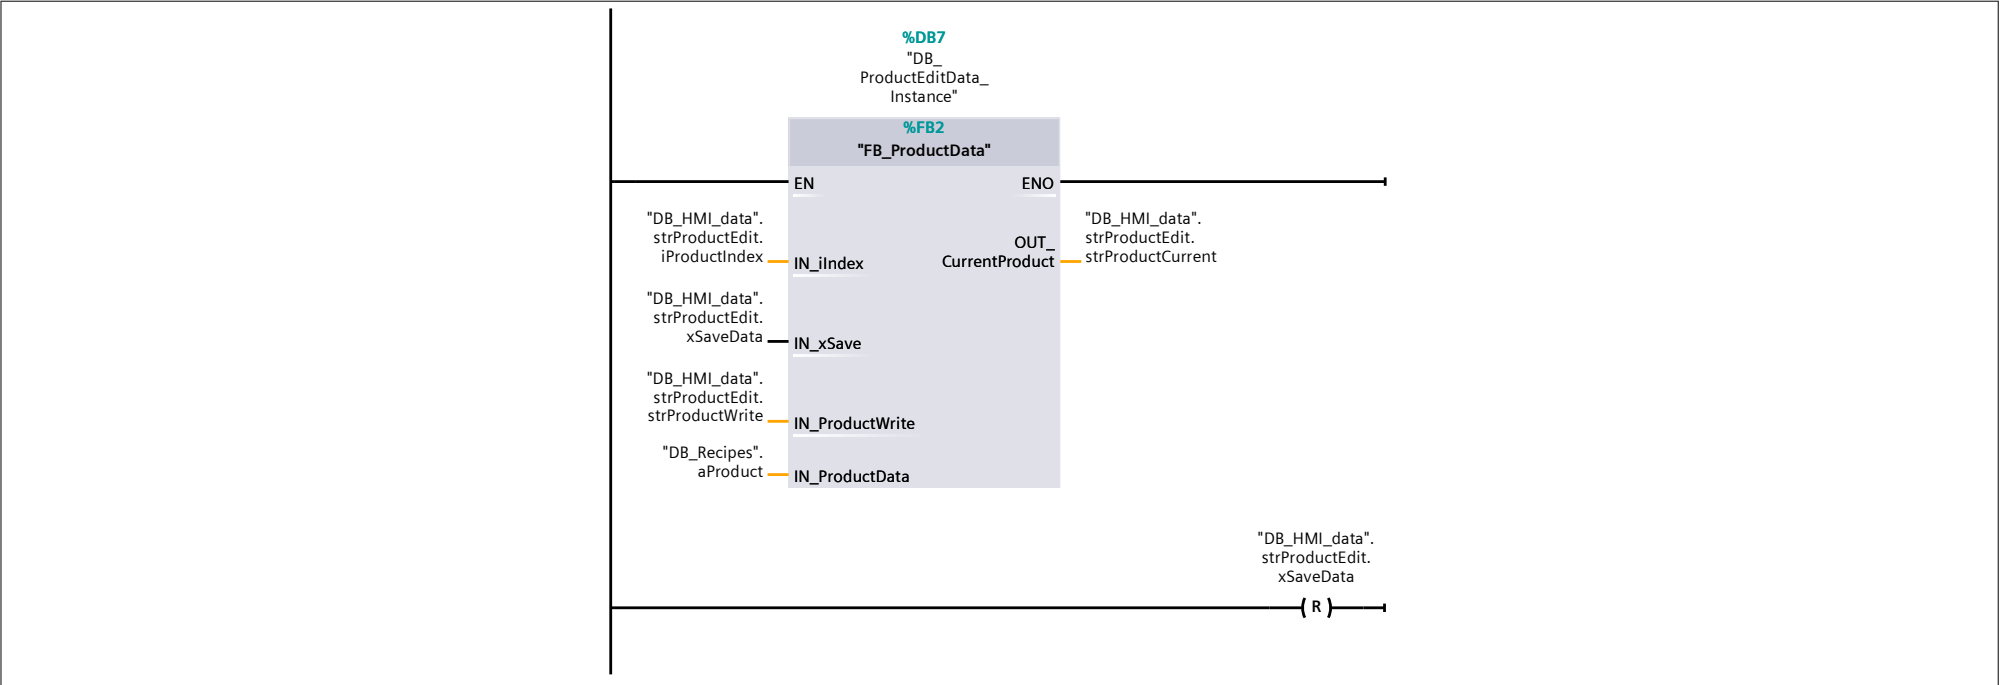 %DB7
"DB_
ProductEditData_
Instance"
%FB2
"FB_ProductData"
EN
ENO
"DB_HMI_data".
strProductEdit.
iProductIndex
IN_iIndex
OUT_
CurrentProduct
"DB_HMI_data".
strProductEdit.
strProductCurrent
"DB_HMI_data".
strProductEdit.
xSaveData
IN_xSave
"DB_HMI_data".
strProductEdit.
strProductWrite
IN_ProductWrite
"DB_Recipes".
aProduct
IN_ProductData
"DB_HMI_data".
strProductEdit.
xSaveData
( R )